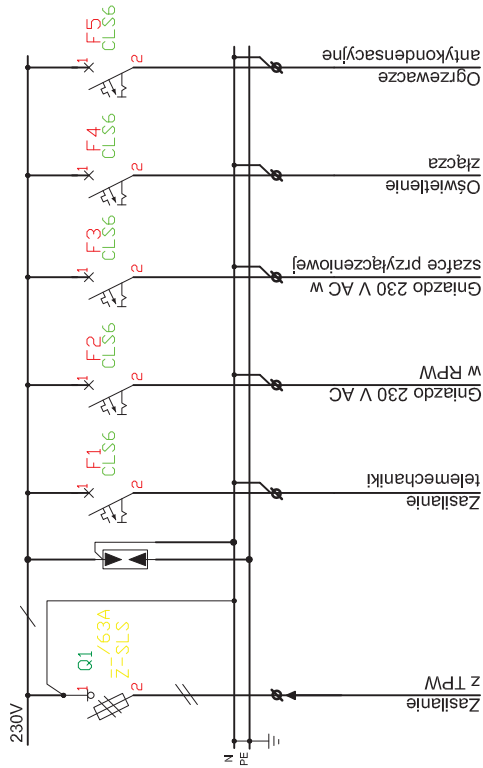 230V
1
Q1
-/63A
Z-SLS
2
1
F1
CLS6
2
1
F2
CLS6
2
1
F3
CLS6
2
1
F4
CLS6
2
1
F5
CLS6
2
N
PE
Zasilanie
z TPW
Zasilanie
telemechaniki
Gniazdo 230 V AC
w RPW
Gniazdo 230 V AC w
szafce przyłączeniowej
Oświetlenie
złącza
Ogrzewacze
antykondensacyjne